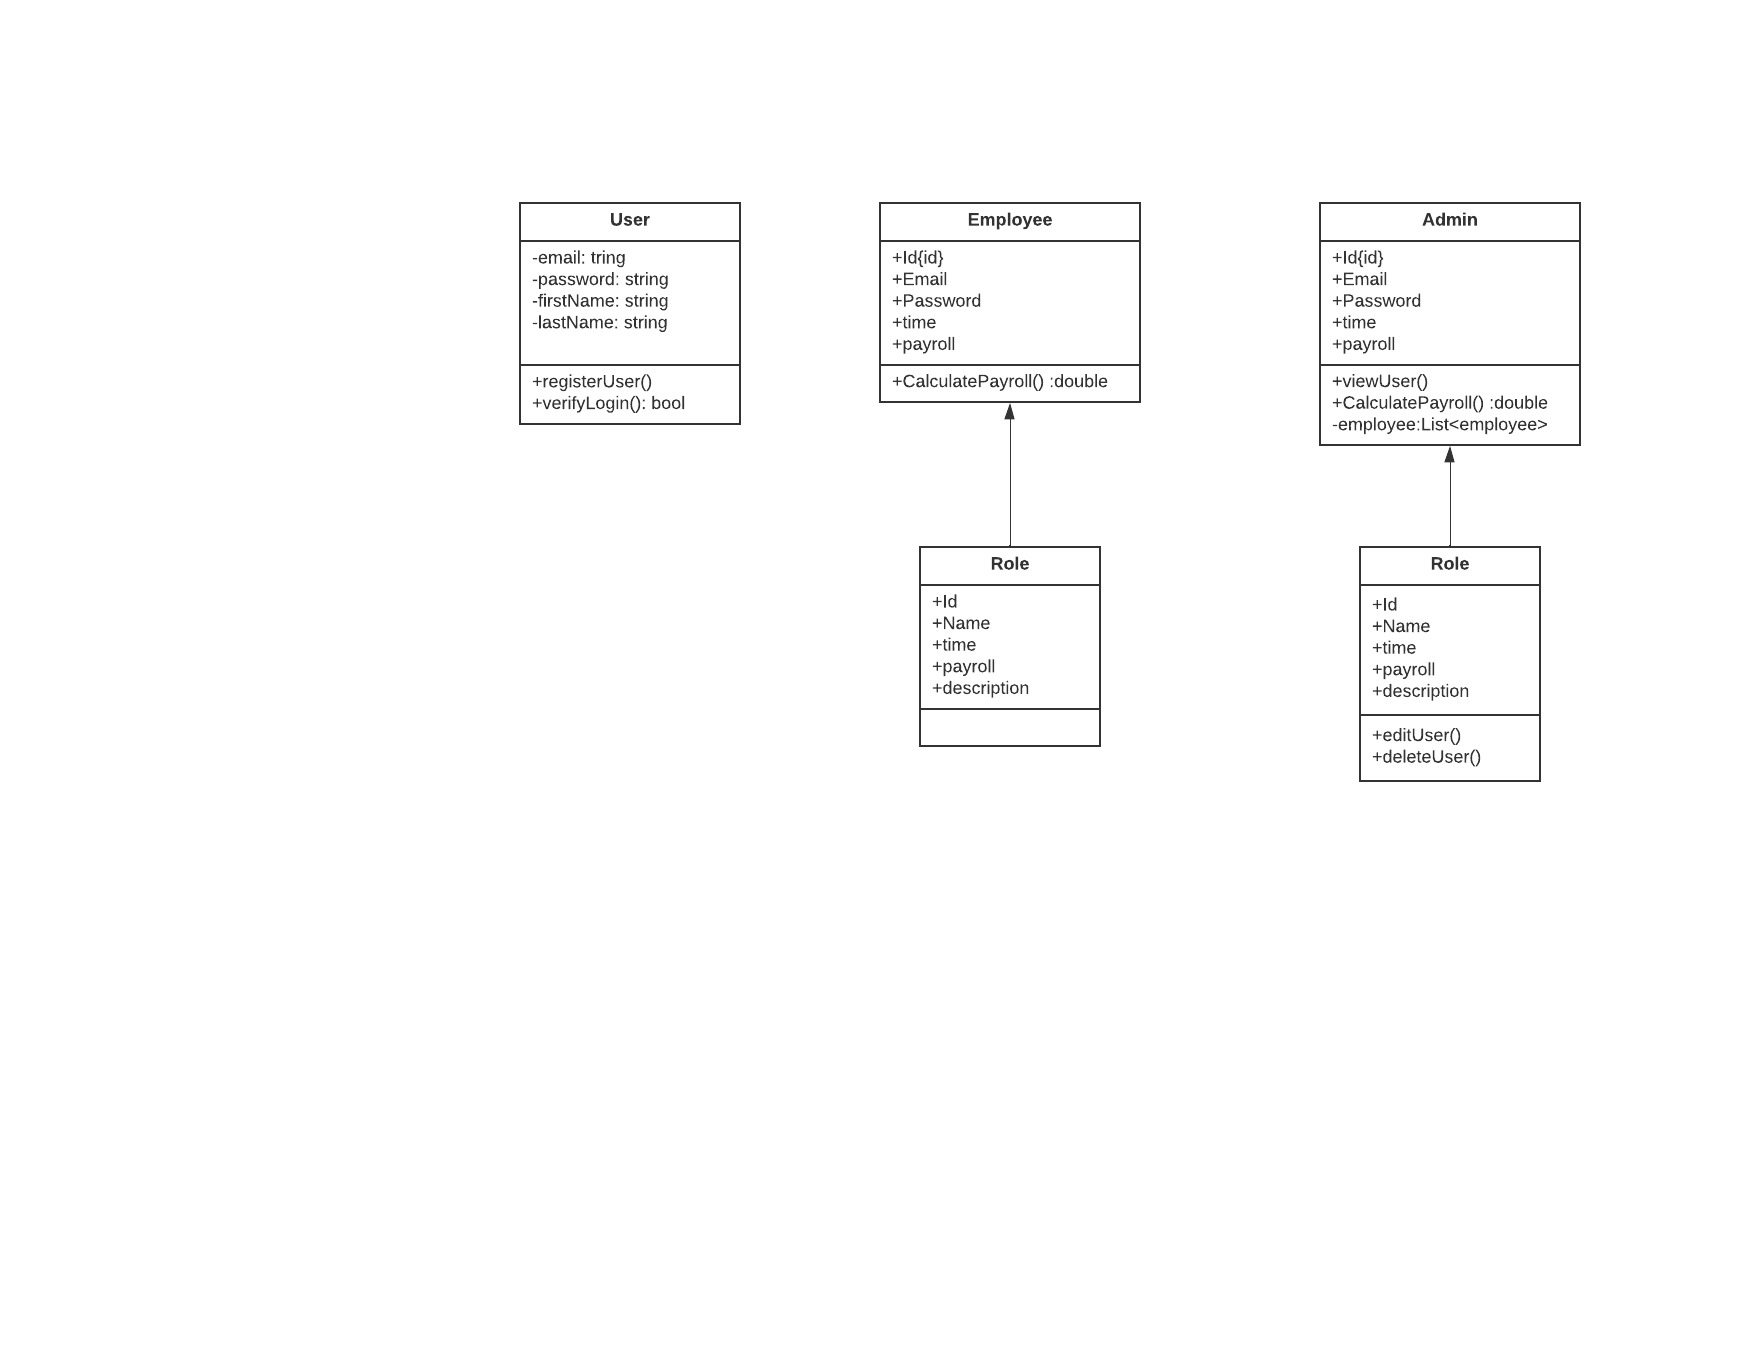 User
-email: tring
-password: string
-firstName: string
-lastName: string
+registerUser()
+verifyLogin(): bool
Employee
+Id{id}
+Email
+Password
+time
+payroll
+CalculatePayroll() :double
Admin
+Id{id}
+Email
+Password
+time
+payroll
+viewUser()
+CalculatePayroll() :double
-employee:List<employee>
Role
+Id
+Name
+time
+payroll
+description
Role
+Id
+Name
+time
+payroll
+description
+editUser()
+deleteUser()